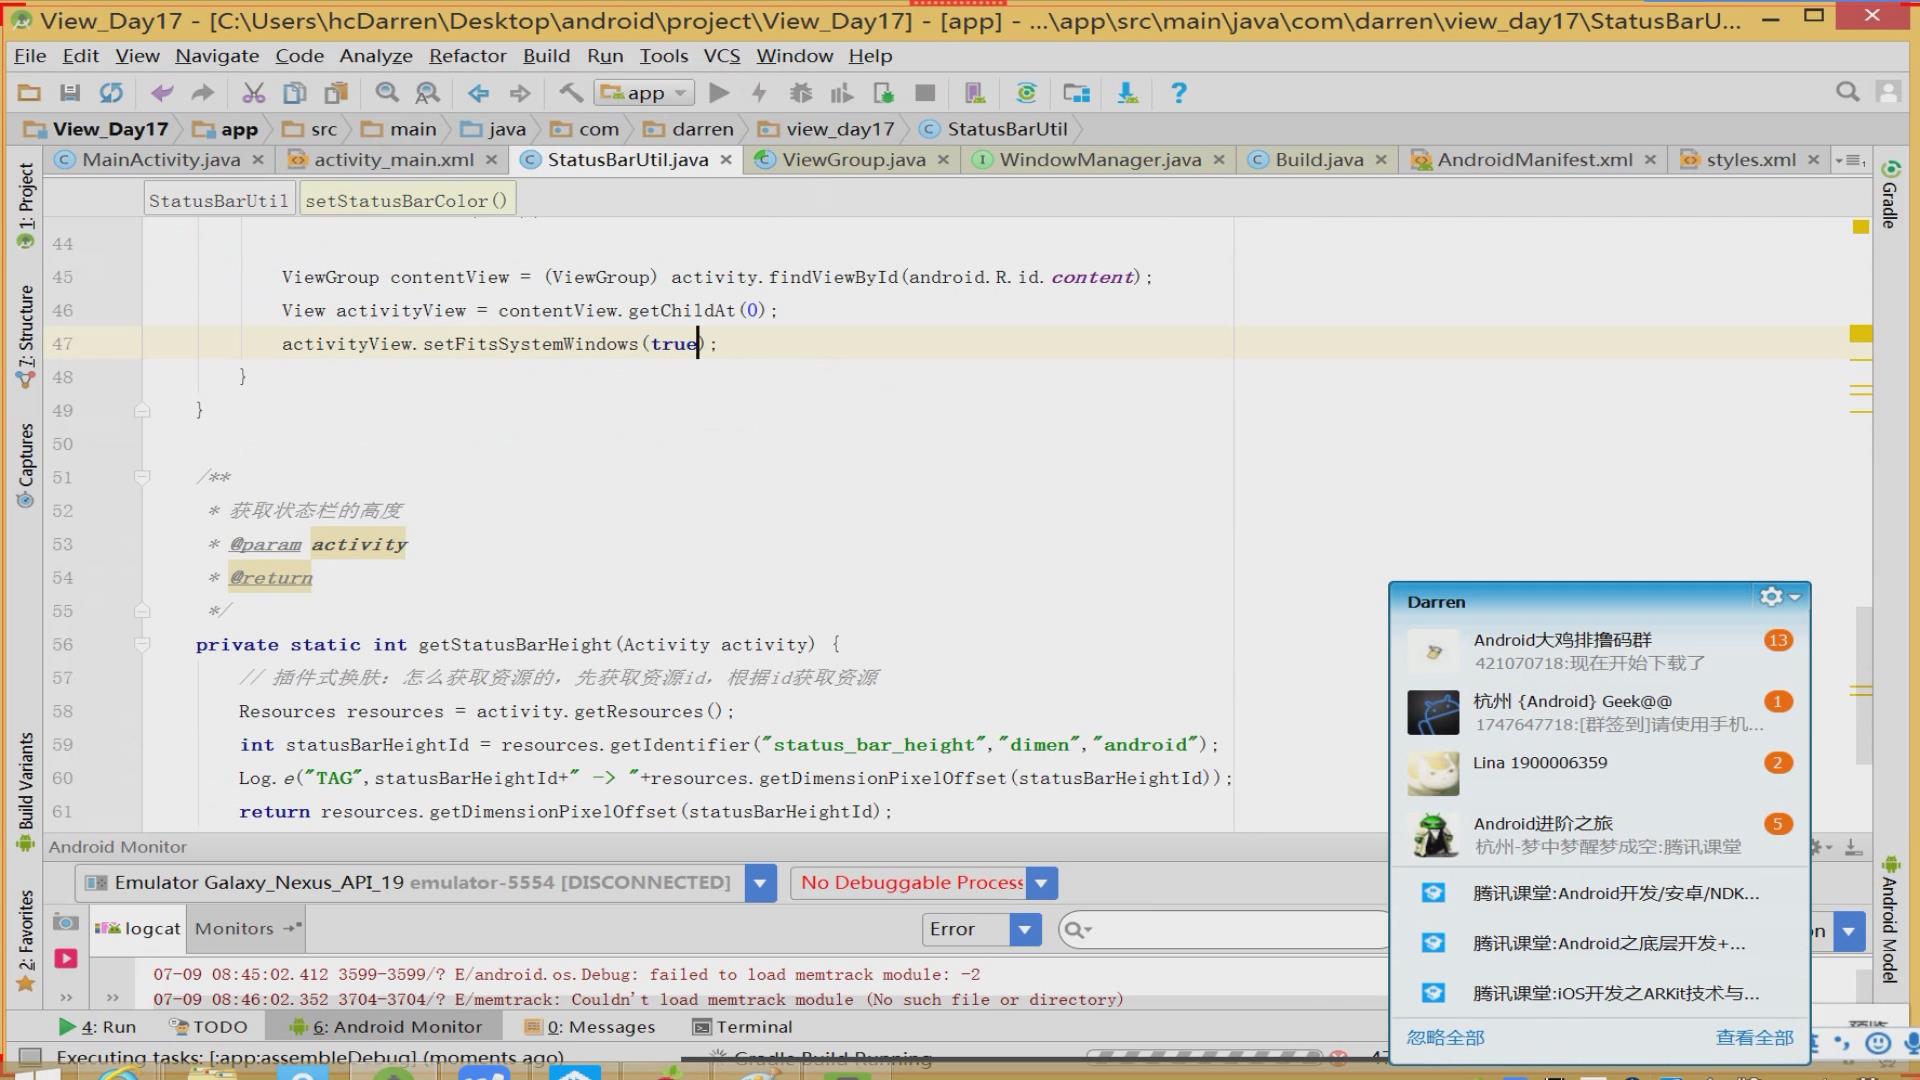 View_Day17 - [C:\Users\hcDarren\Desktop\android\project\View_Day17] - [app] - ...\app\src\main\java\com\darren\view_day17\StatusBarU...
File Edit View Navigate Code Analyze Refactor Build Run Tools VCS Window Help
app
View_Day17 app src main java com darren view_day17 StatusBarUtil
MainActivity.java activity_main.xml StatusBarUtil.java ViewGroup.java WindowManager.java Build.java AndroidManifest.xml styles.xml
StatusBarUtil setStatusBarColor()
44
45 ViewGroup contentView = (ViewGroup) activity.findViewById(android.R.id.content);
46 View activityView = contentView.getChildAt(0);
47 activityView.setFitsSystemWindows(true);
48 }
49 }
50
51 /**
52 * 获取状态栏的高度
53 * @param activity
54 * @return
55 */
56 private static int getStatusBarHeight(Activity activity) {
57 // 插件式换肤：怎么获取资源的，先获取资源id，根据id获取资源
58 Resources resources = activity.getResources();
59 int statusBarHeightId = resources.getIdentifier("status_bar_height","dimen","android");
60 Log.e("TAG",statusBarHeightId+" -> "+resources.getDimensionPixelOffset(statusBarHeightId));
61 return resources.getDimensionPixelOffset(statusBarHeightId);
1: Project
7: Structure
Captures
Build Variants
2: Favorites
Gradle
Android Model
Android Monitor
Emulator Galaxy_Nexus_API_19 emulator-5554 [DISCONNECTED]
No Debuggable Process
logcat Monitors
Error
07-09 08:45:02.412 3599-3599/? E/android.os.Debug: failed to load memtrack module: -2
07-09 08:46:02.352 3704-3704/? E/memtrack: Couldn't load memtrack module (No such file or directory)
4: Run TODO 6: Android Monitor 0: Messages Terminal
Executing tasks: [:app:assembleDebug] (moments ago)
Gradle Build Running
Darren
Android大鸡排撸码群 13
421070718:现在开始下载了
杭州 {Android} Geek@@ 1
1747647718:[群签到]请使用手机...
Lina 1900006359 2
Android进阶之旅 5
杭州-梦中梦醒梦成空:腾讯课堂
腾讯课堂:Android开发/安卓/NDK...
腾讯课堂:Android之底层开发+...
腾讯课堂:iOS开发之ARKit技术与...
忽略全部 查看全部